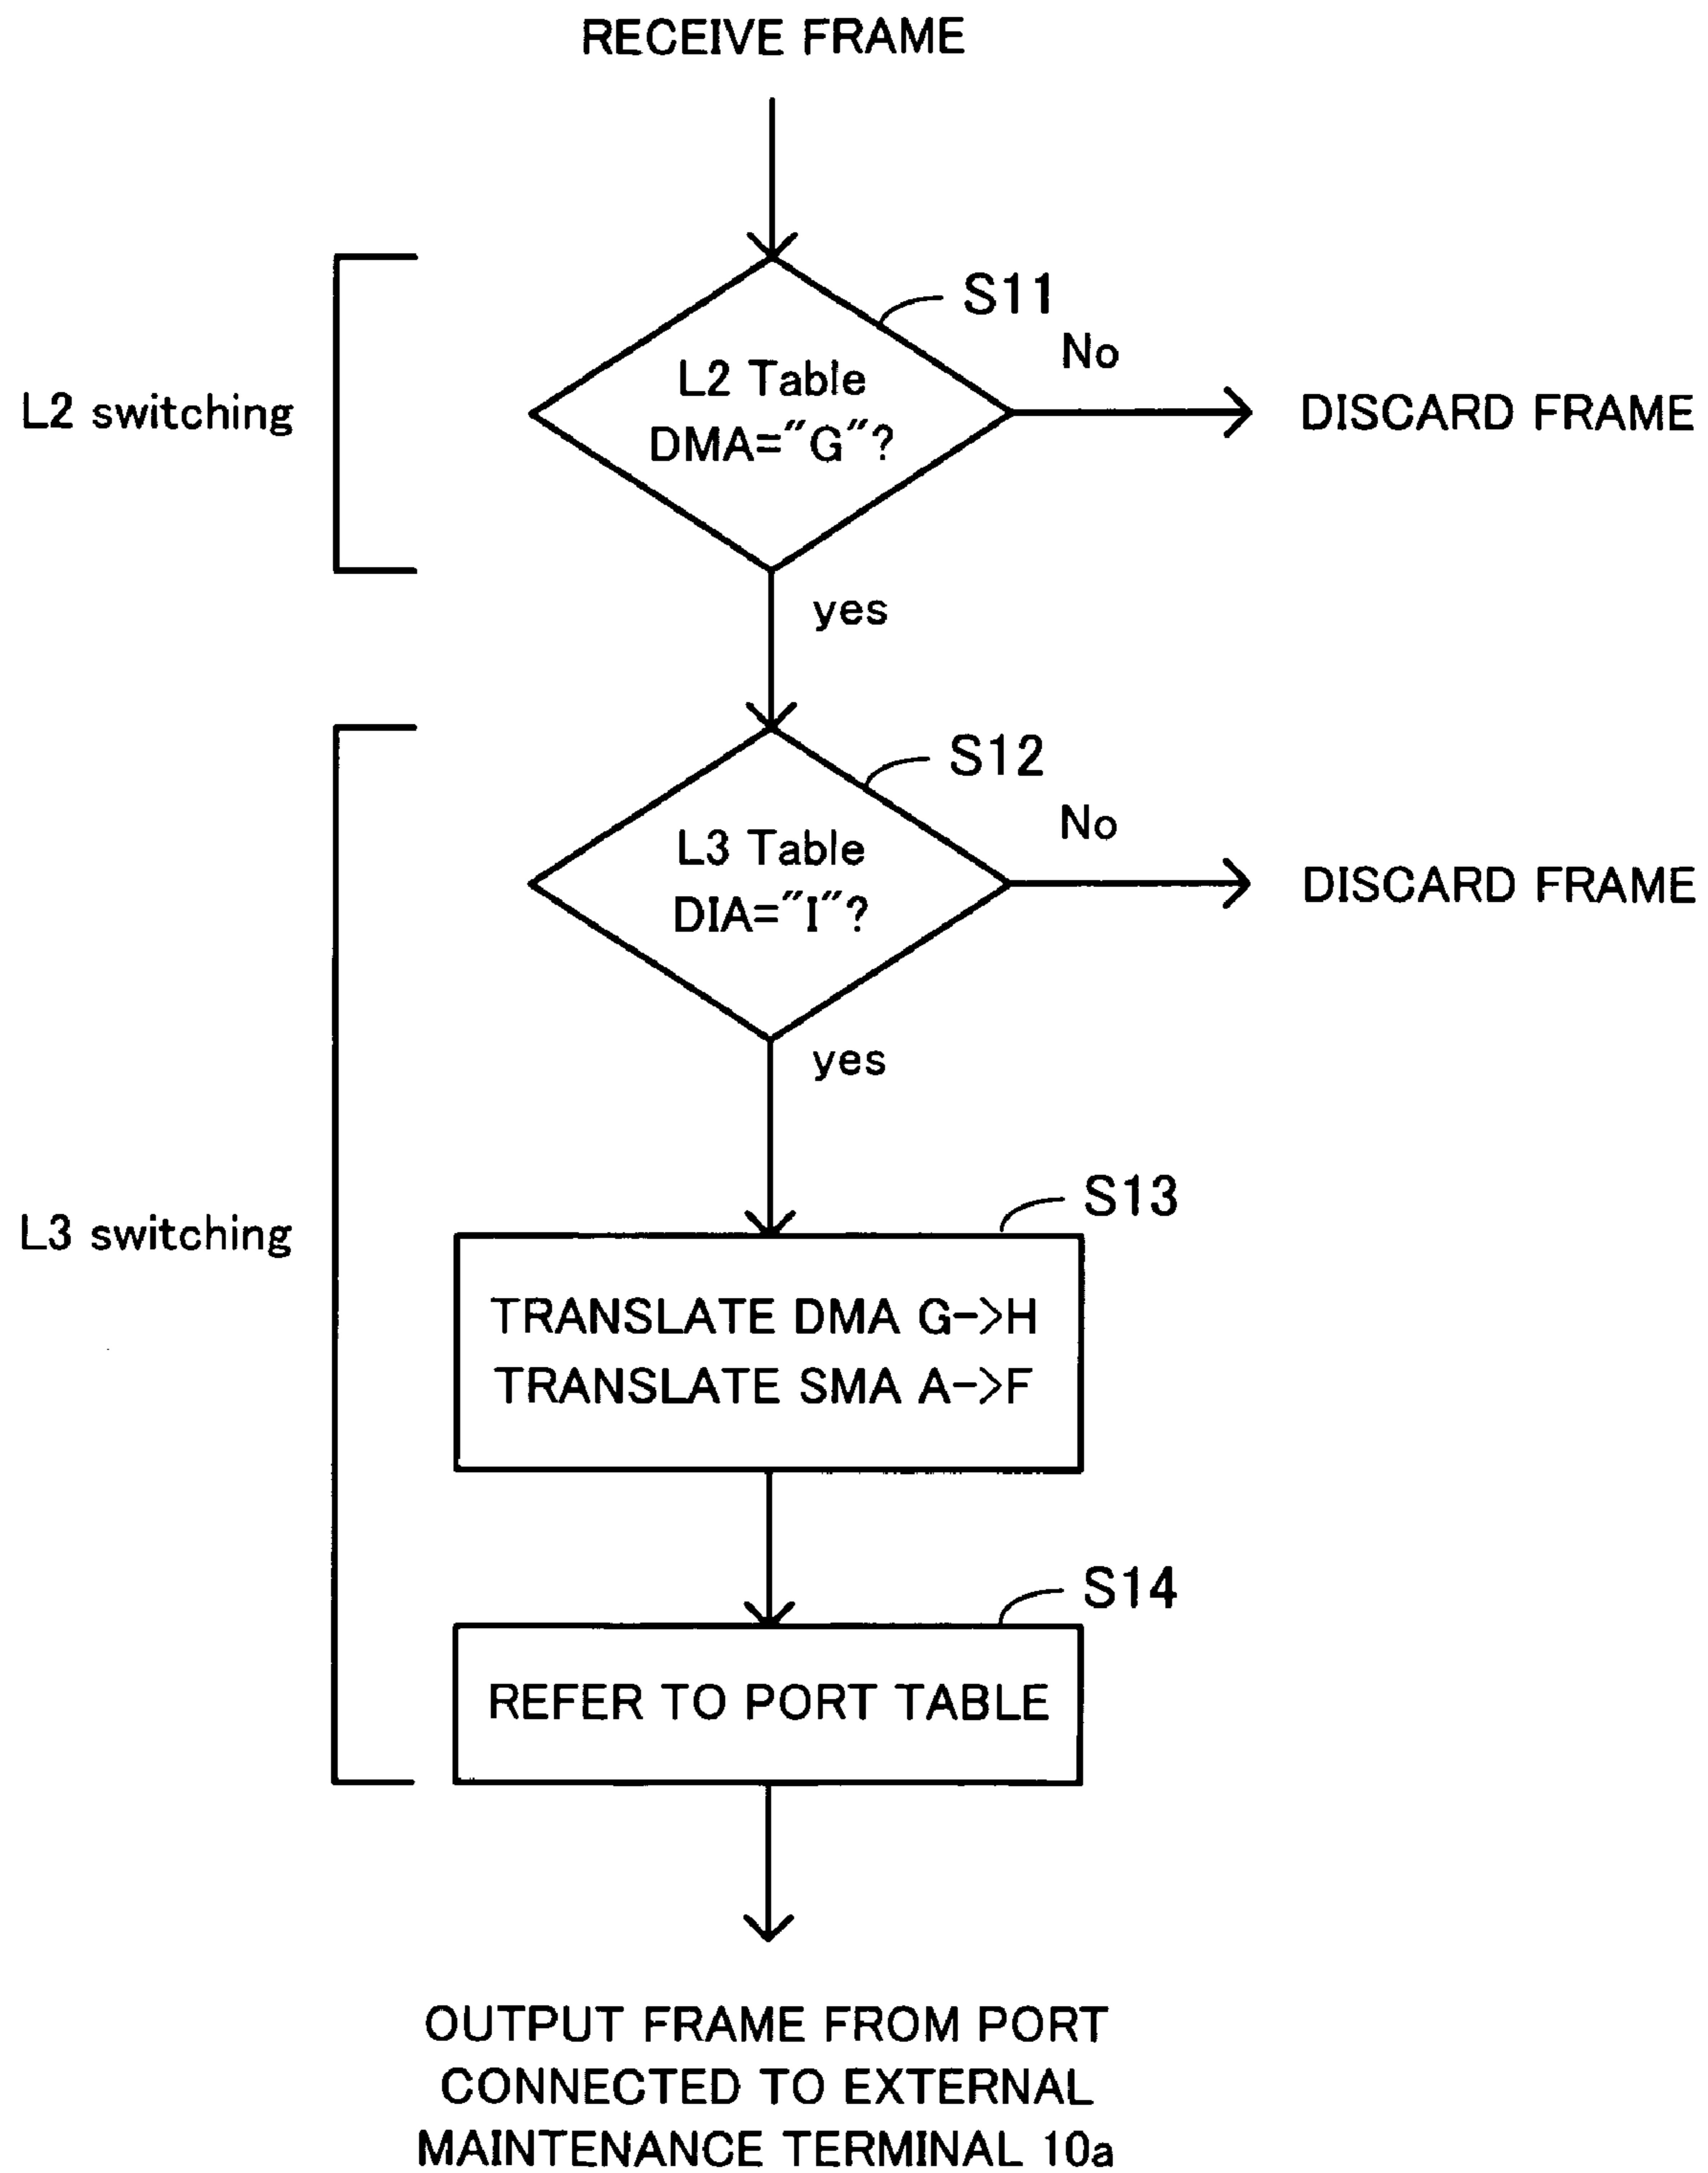 RECEIVE FRAME
S11
No
L2 Table
DMA="G"?
L2 switching
DISCARD FRAME
yes
S12
No
L3 Table
DIA="I"?
DISCARD FRAME
yes
S13
L3 switching
TRANSLATE DMA G->H
TRANSLATE SMA A->F
S14
REFER TO PORT TABLE
OUTPUT FRAME FROM PORT
CONNECTED TO EXTERNAL
MAINTENANCE TERMINAL 10a